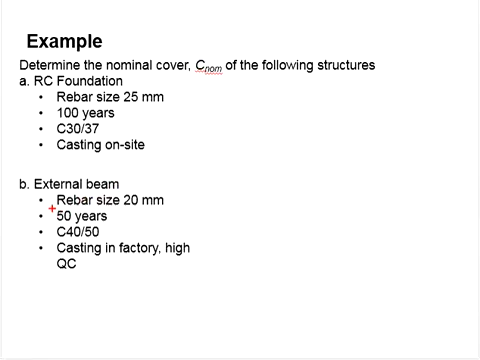 Example
Determine the nominal cover, Cnom of the following structures
a. RC Foundation
• Rebar size 25 mm
• 100 years
• C30/37
• Casting on-site
b. External beam
• Rebar size 20 mm
• 50 years
• C40/50
• Casting in factory, high
QC